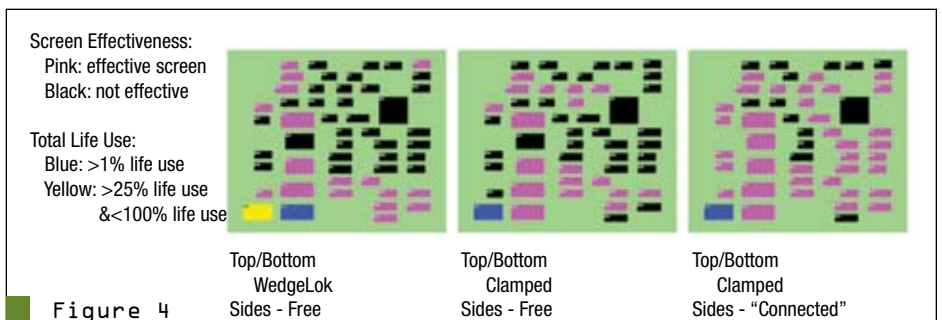 Screen Effectiveness:
Pink: effective screen
Black: not effective
Total Life Use:
Blue: >1% life use
Yellow: >25% life use
&<100% life use
Top/Bottom
WedgeLok
Sides - Free
Top/Bottom
Clamped
Sides - Free
Top/Bottom
Clamped
Sides - "Connected"
Figure 4